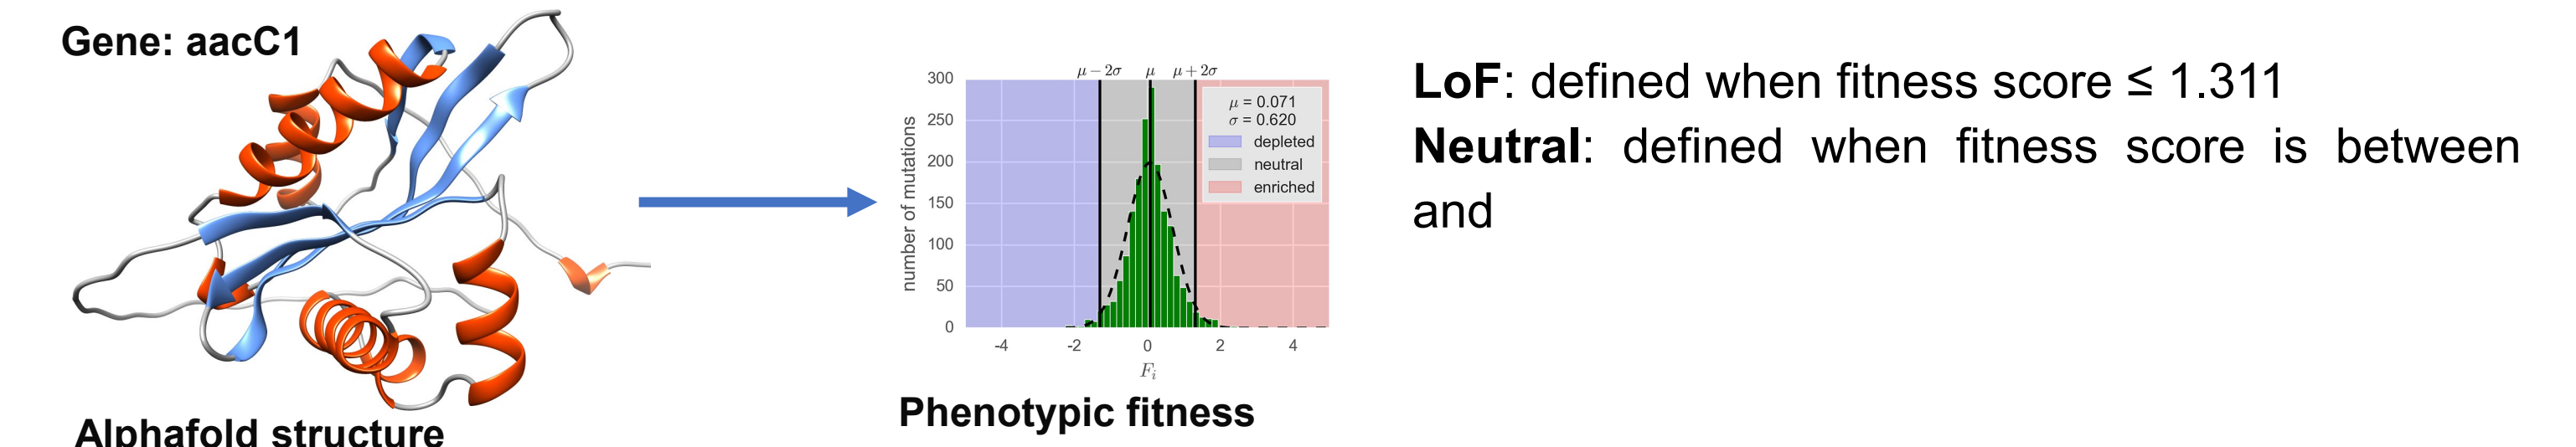 Gene: aacC1
Alphafold structure
μ − 2σ μ μ + 2σ
300
250
200
150
100
50
0
number of mutations
μ = 0.071
σ = 0.620
depleted
neutral
enriched
-4 -2 0 2 4
F_i
Phenotypic fitness
LoF: defined when fitness score ≤ 1.311
Neutral: defined when fitness score is between
and